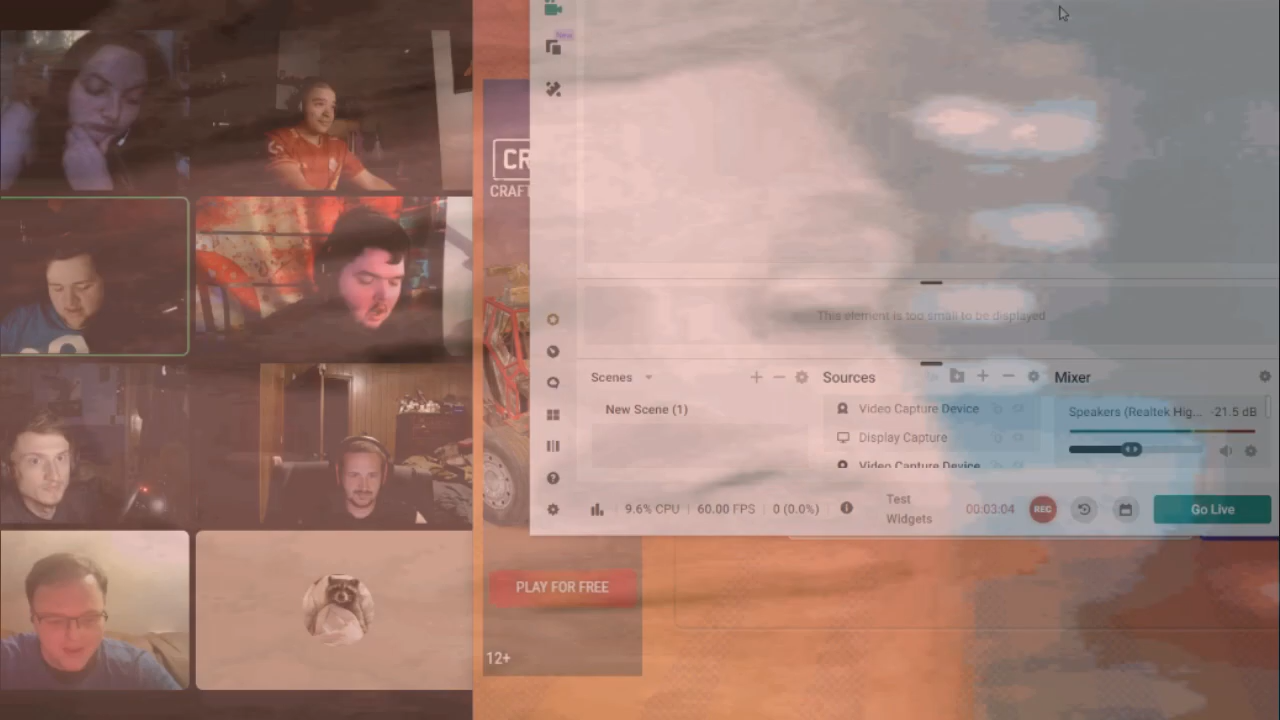 New
CR
CRAFT
This element is too small to be displayed
Scenes
New Scene (1)
Sources
Video Capture Device
Display Capture
Video Capture Device
Mixer
Speakers (Realtek Hig... -21.5 dB
9.6% CPU 60.00 FPS 0 (0.0%)
Test
Widgets
00:03:04
REC
Go Live
PLAY FOR FREE
12+